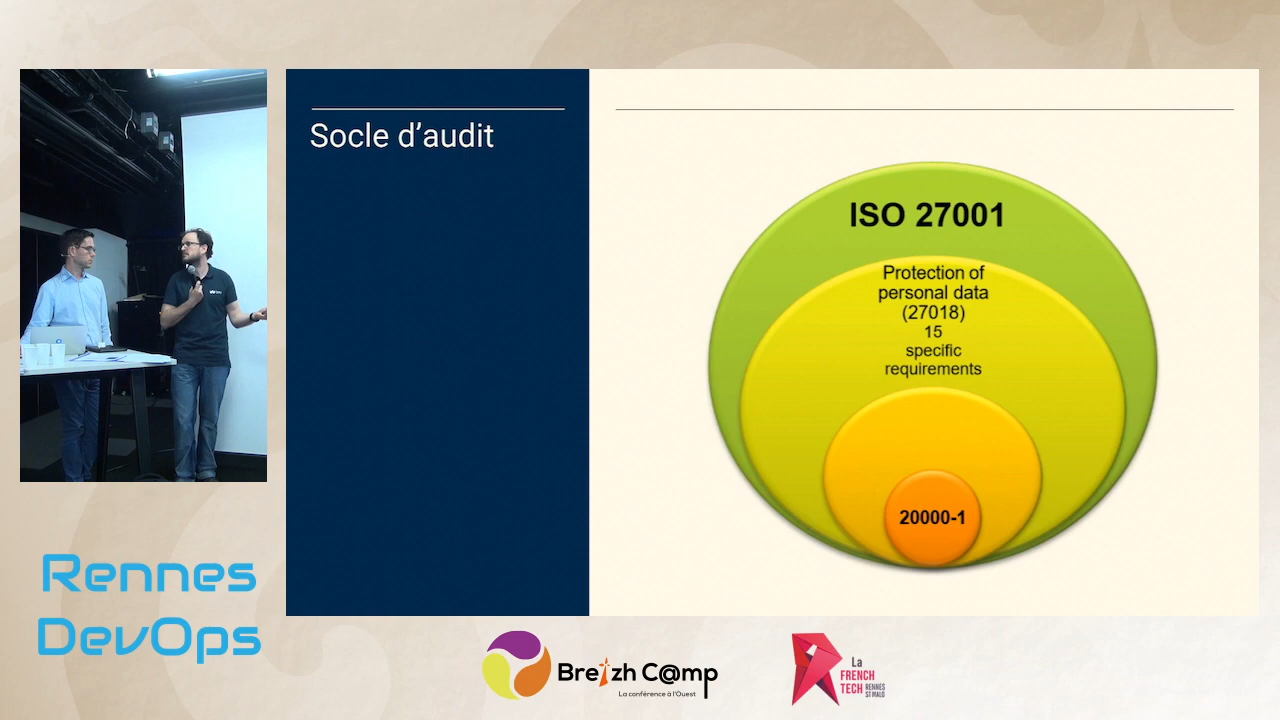 Socle d’audit
ISO 27001
Protection of
personal data
(27018)
15
specific
requirements
20000-1
Rennes
DevOps
Breizh C@mp
La conférence à l'Ouest
La
FRENCH
TECH
RENNES
ST MALO